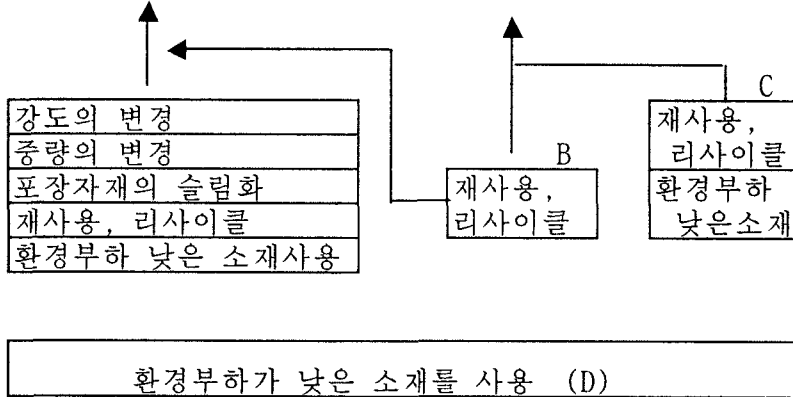 강도의 변경
중량의 변경
포장자재의 슬림화
재사용, 리사이클
환경부하 낮은 소재사용
B
재사용,
리사이클
C
재사용,
리사이클
환경부하
낮은소재
환경부하가 낮은 소재를 사용 (D)